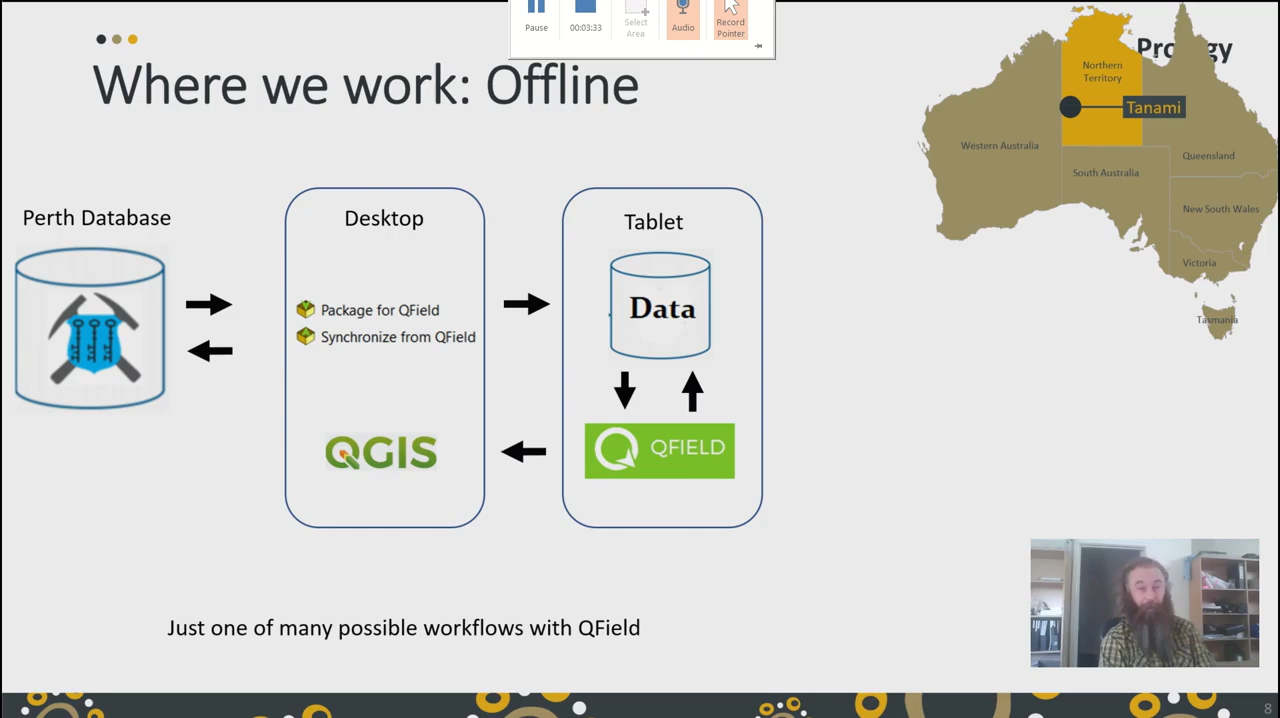 Pause
00:03:33
Select
Area
Audio
Record
Pointer
Where we work: Offline
Northern
Territory
Tanami
Western Australia
Queensland
South Australia
New South Wales
Victoria
Tasmania
Perth Database
Desktop
Package for QField
Synchronize from QField
QGIS
Tablet
Data
QFIELD
Just one of many possible workflows with QField
8